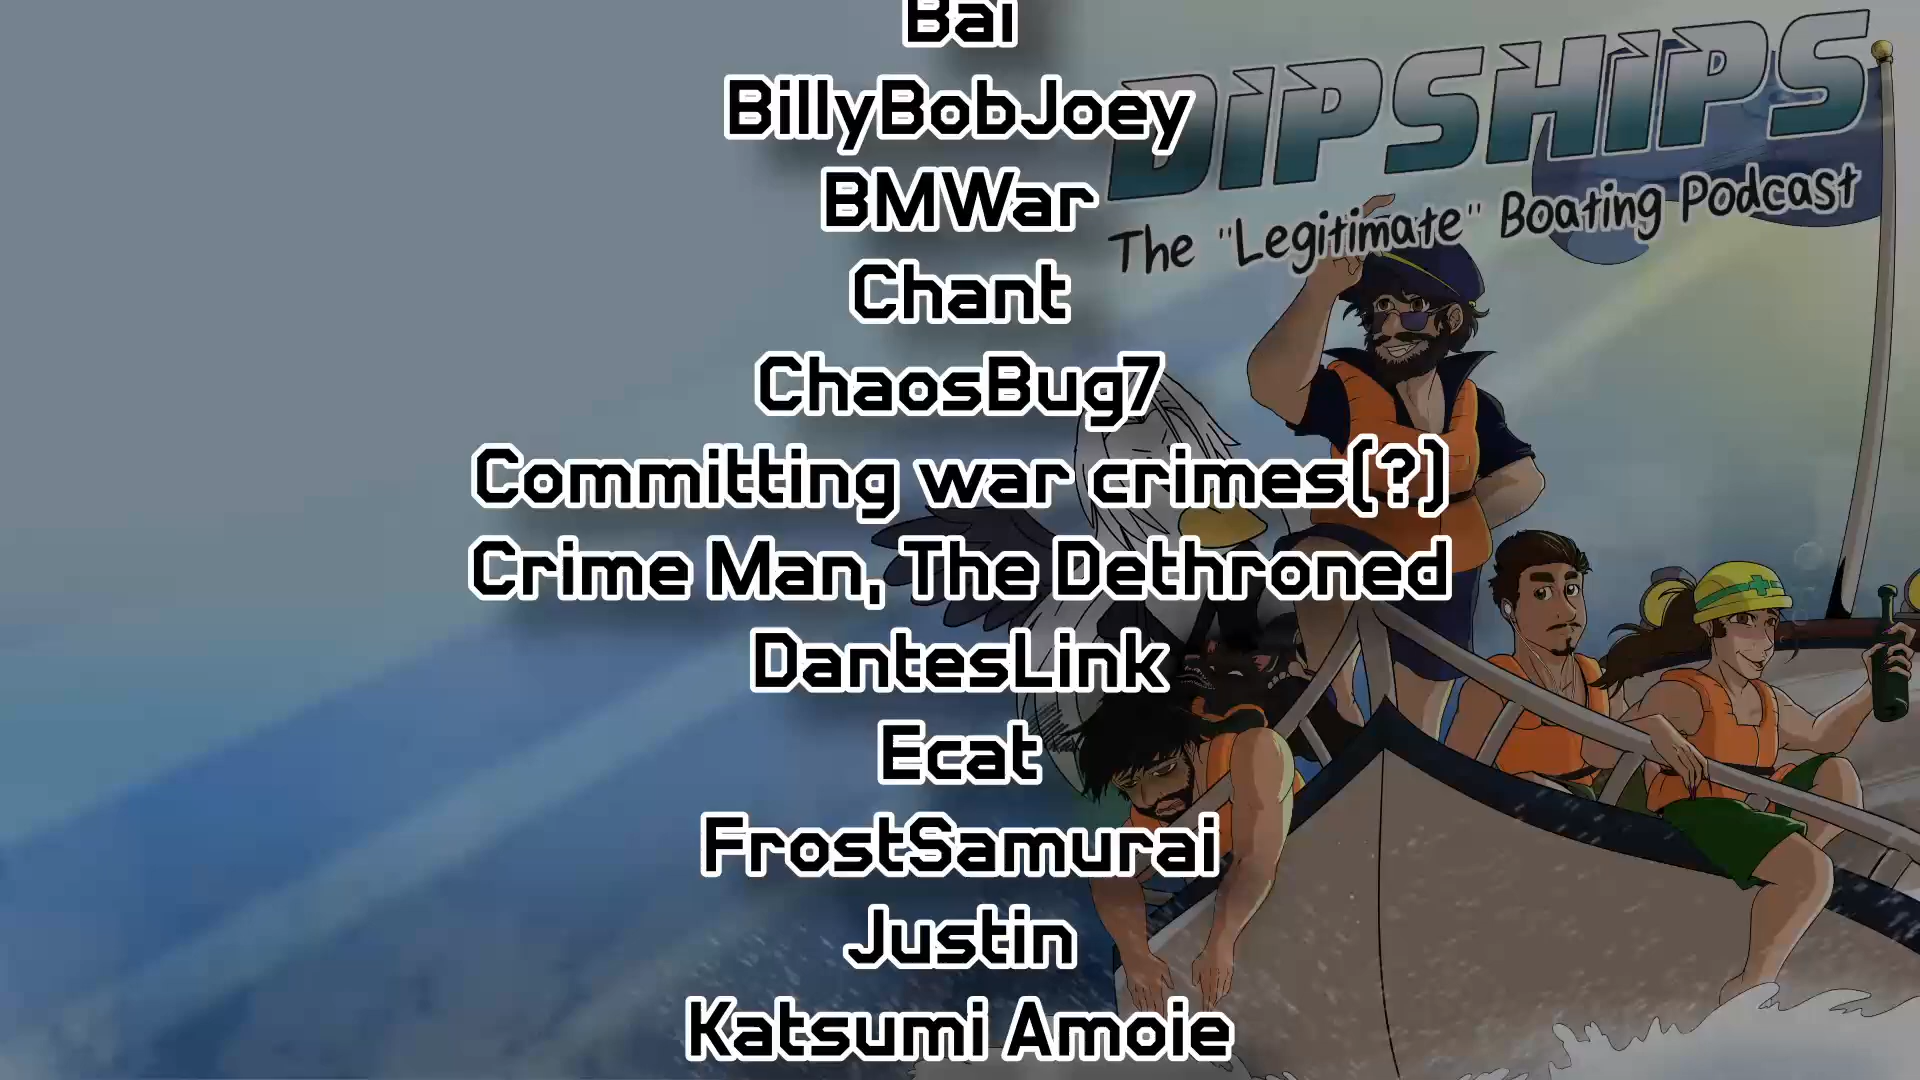 Bai
BillyBobJoey
BMWar
Chant
ChaosBug7
Committing war crimes(?)
Crime Man, The Dethroned
DantesLink
Ecat
FrostSamurai
Justin
Katsumi Amoie
DIPSHIPS
The "Legitimate" Boating Podcast